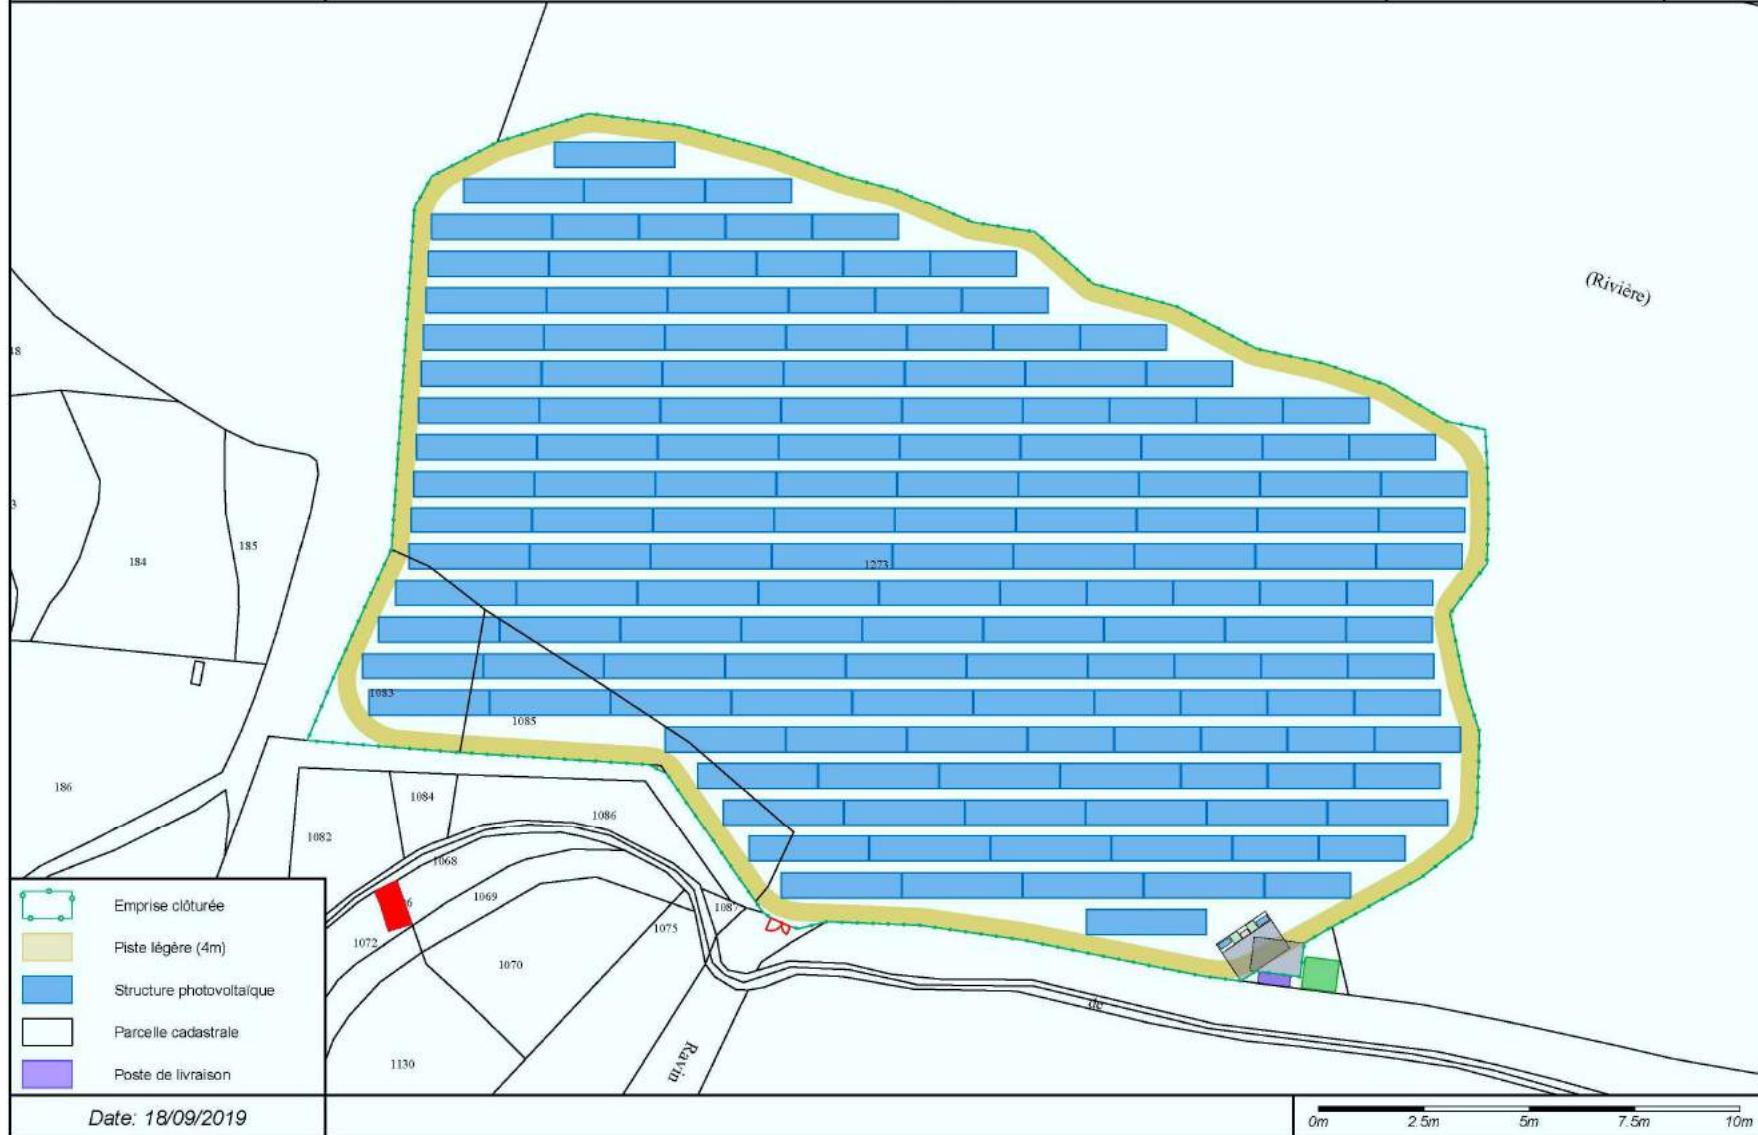 (Rivière)
18
3
184
185
1273
1083
1085
186
1084
1086
1082
1068
1069
1087
1075
1072
1070
de
Ravin
1130
Emprise clôturée
Piste légère (4m)
Structure photovoltaïque
Parcelle cadastrale
Poste de livraison
Date: 18/09/2019
0m 2.5m 5m 7.5m 10m